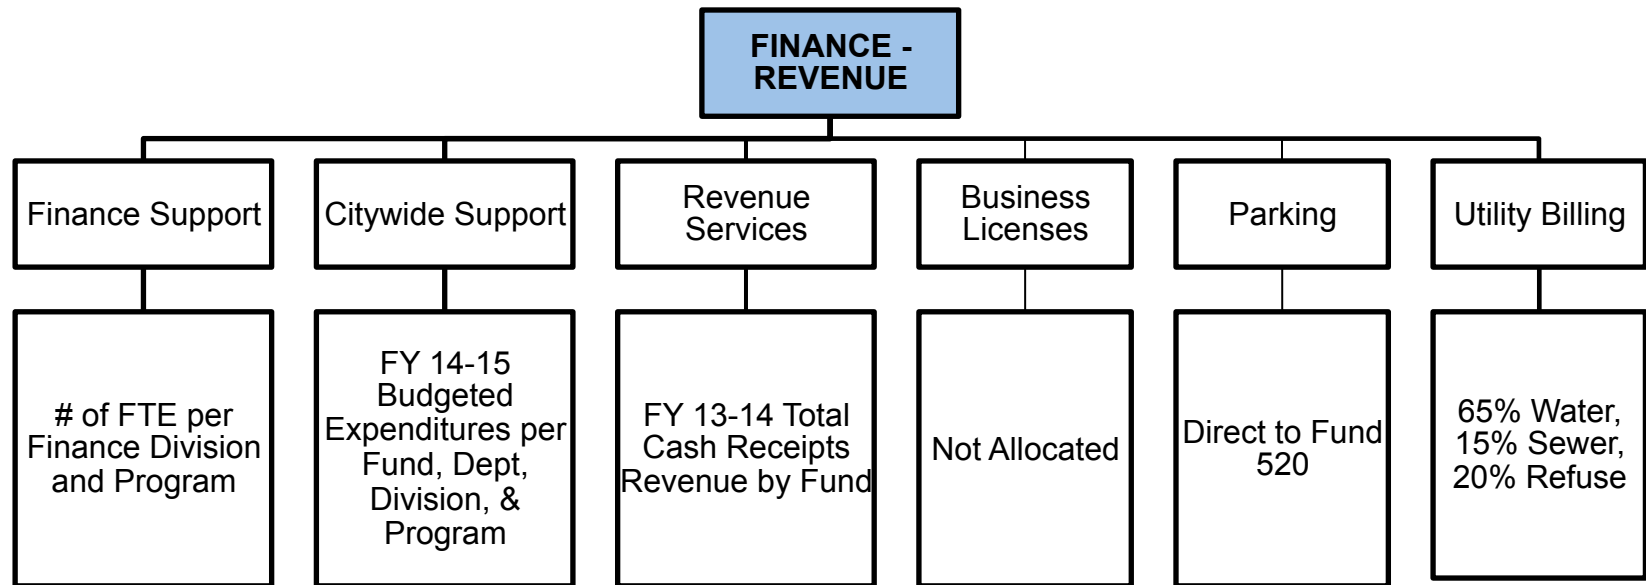 FINANCE -
REVENUE
Finance Support
Citywide Support
Revenue
Services
Business
Licenses
Parking
Utility Billing
# of FTE per
Finance Division
and Program
FY 14-15
Budgeted
Expenditures per
Fund, Dept,
Division, &
Program
FY 13-14 Total
Cash Receipts
Revenue by Fund
Not Allocated
Direct to Fund
520
65% Water,
15% Sewer,
20% Refuse